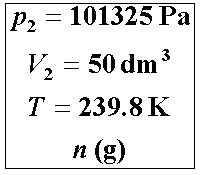 p₂ = 101325 Pa
V₂ = 50 dm³
T = 239.8 K
n (g)